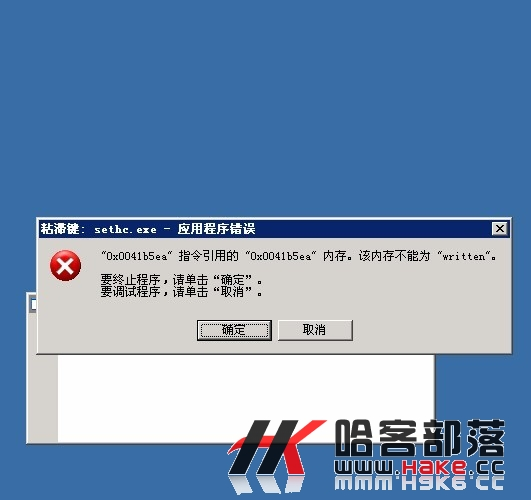 粘滞键: sethc.exe - 应用程序错误
"0x0041b5ea" 指令引用的 "0x0041b5ea" 内存。该内存不能为 "written"。
要终止程序，请单击“确定”。
要调试程序，请单击“取消”。
确定 取消
HK 哈客部落
www.Hake.cc